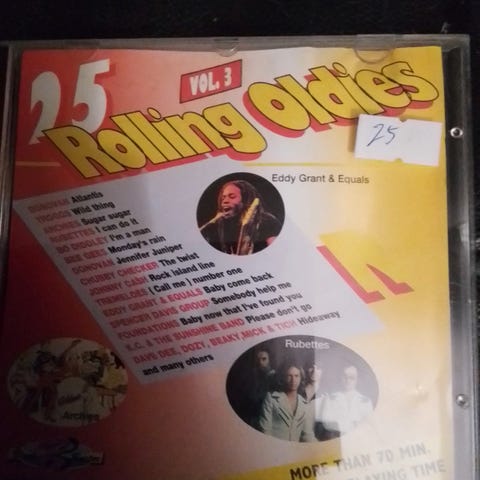 25
VOL. 3
Rolling Oldies
25
Eddy Grant & Equals
DONOVAN Atlantis
TROGGS Wild thing
ARCHIES Sugar sugar
RUBETTES I can do it
BO DIDDLEY I'm a man
BEE GEES Monday's rain
DONOVAN Jennifer Juniper
CHUBBY CHECKER The twist
JOHNNY CASH Rock Island line
TREMELOES ( Call me ) number one
EDDY GRANT & EQUALS Baby come back
SPENCER DAVIS GROUP Somebody help me
FOUNDATIONS Baby now that I've found you
K.C. & THE SUNSHINE BAND Please don't go
DAVE DEE, DOZY, BEAKY, MICK & TICH Hideaway
and many others
Rubettes
Archies
MORE THAN 70 MIN.
PLAYING TIME